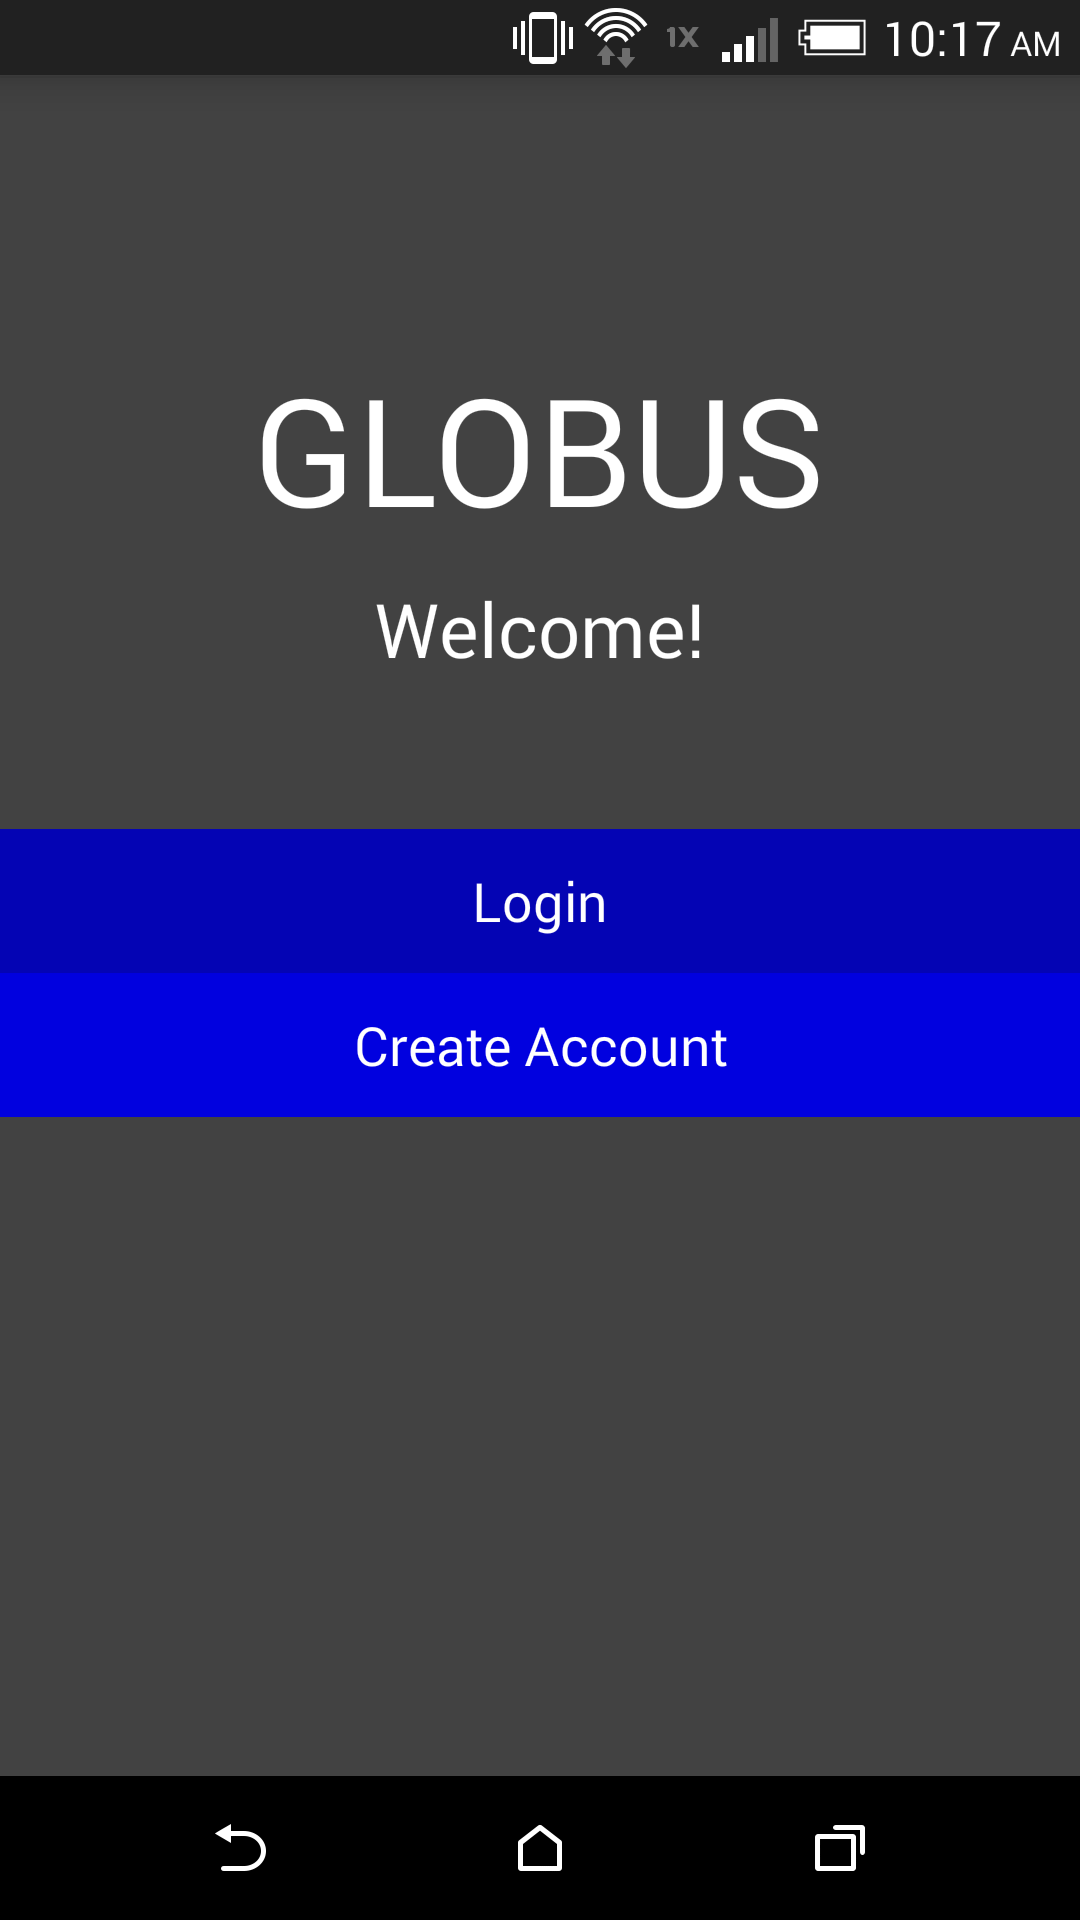 1X 10:17 AM
GLOBUS
Welcome!
Login
Create Account